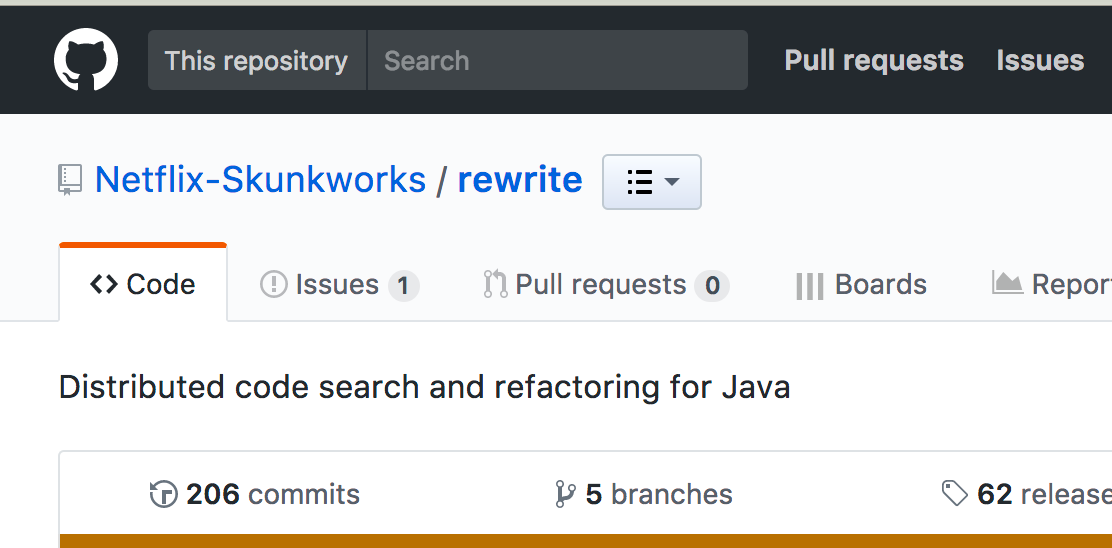 This repository Search Pull requests Issues
Netflix-Skunkworks / rewrite
Code Issues 1 Pull requests 0 Boards Repor
Distributed code search and refactoring for Java
206 commits 5 branches 62 release